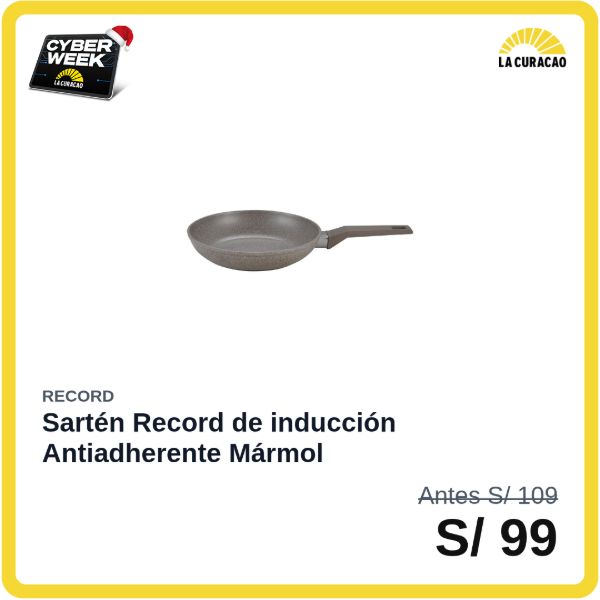 CYBER
WEEK
LA CURACAO
LA CURACAO
RECORD
Sartén Record de inducción
Antiadherente Mármol
Antes S/ 109
S/ 99